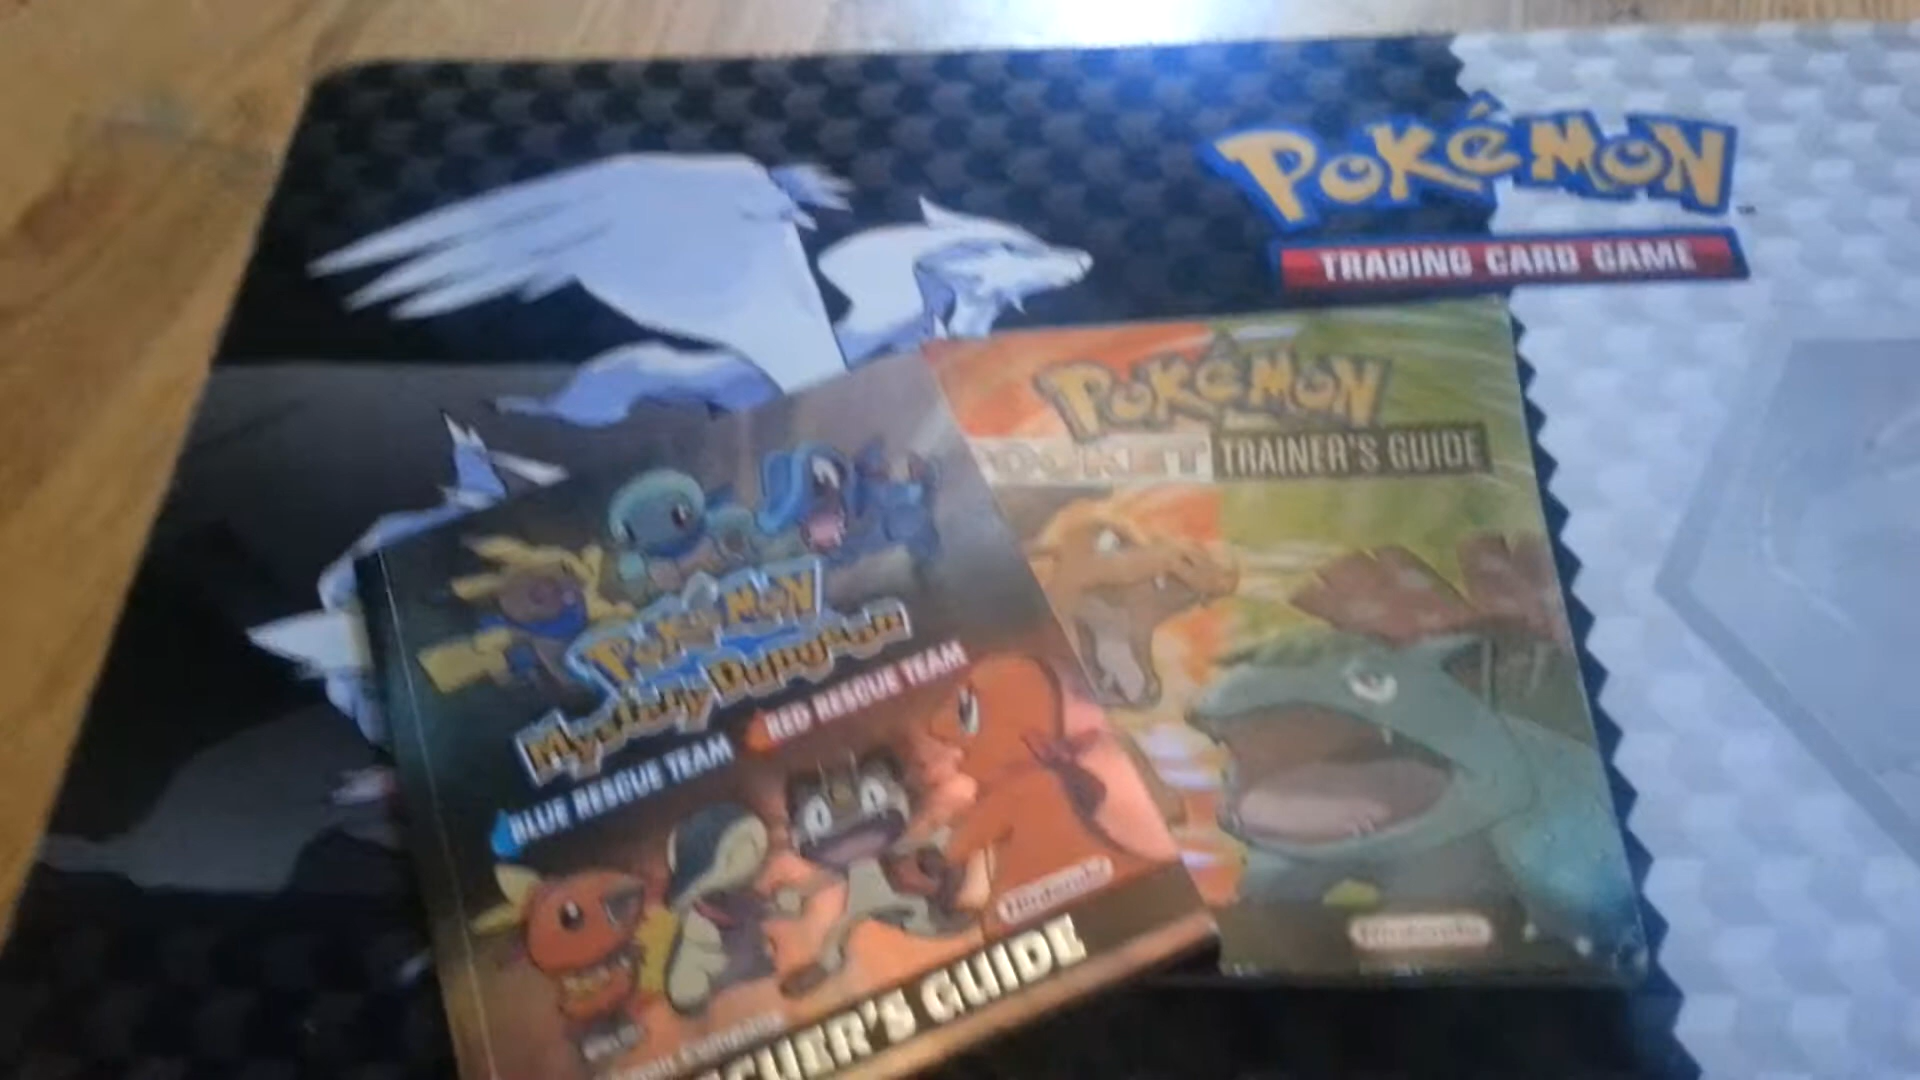 POKéMON
TRADING CARD GAME
POKéMON
POCKET TRAINER'S GUIDE
Nintendo
POKéMON
Mystery Dungeon
BLUE RESCUE TEAM
RED RESCUE TEAM
Nintendo
GUIDE